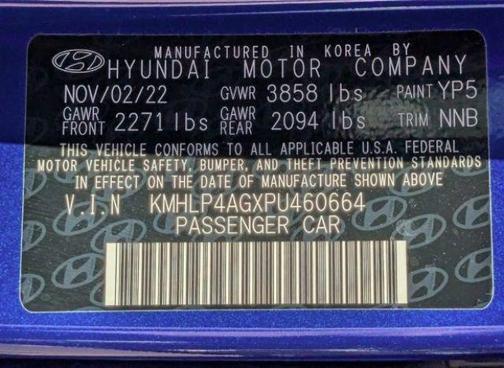 MANUFACTURED IN KOREA BY
HYUNDAI MOTOR COMPANY
NOV/02/22 GVWR 3858 lbs PAINT YP5
GAWR FRONT 2271 lbs GAWR REAR 2094 lbs TRIM NNB
THIS VEHICLE CONFORMS TO ALL APPLICABLE U.S.A. FEDERAL
MOTOR VEHICLE SAFETY, BUMPER, AND THEFT PREVENTION STANDARDS
IN EFFECT ON THE DATE OF MANUFACTURE SHOWN ABOVE
V.I.N KMHLP4AGXPU460664
PASSENGER CAR